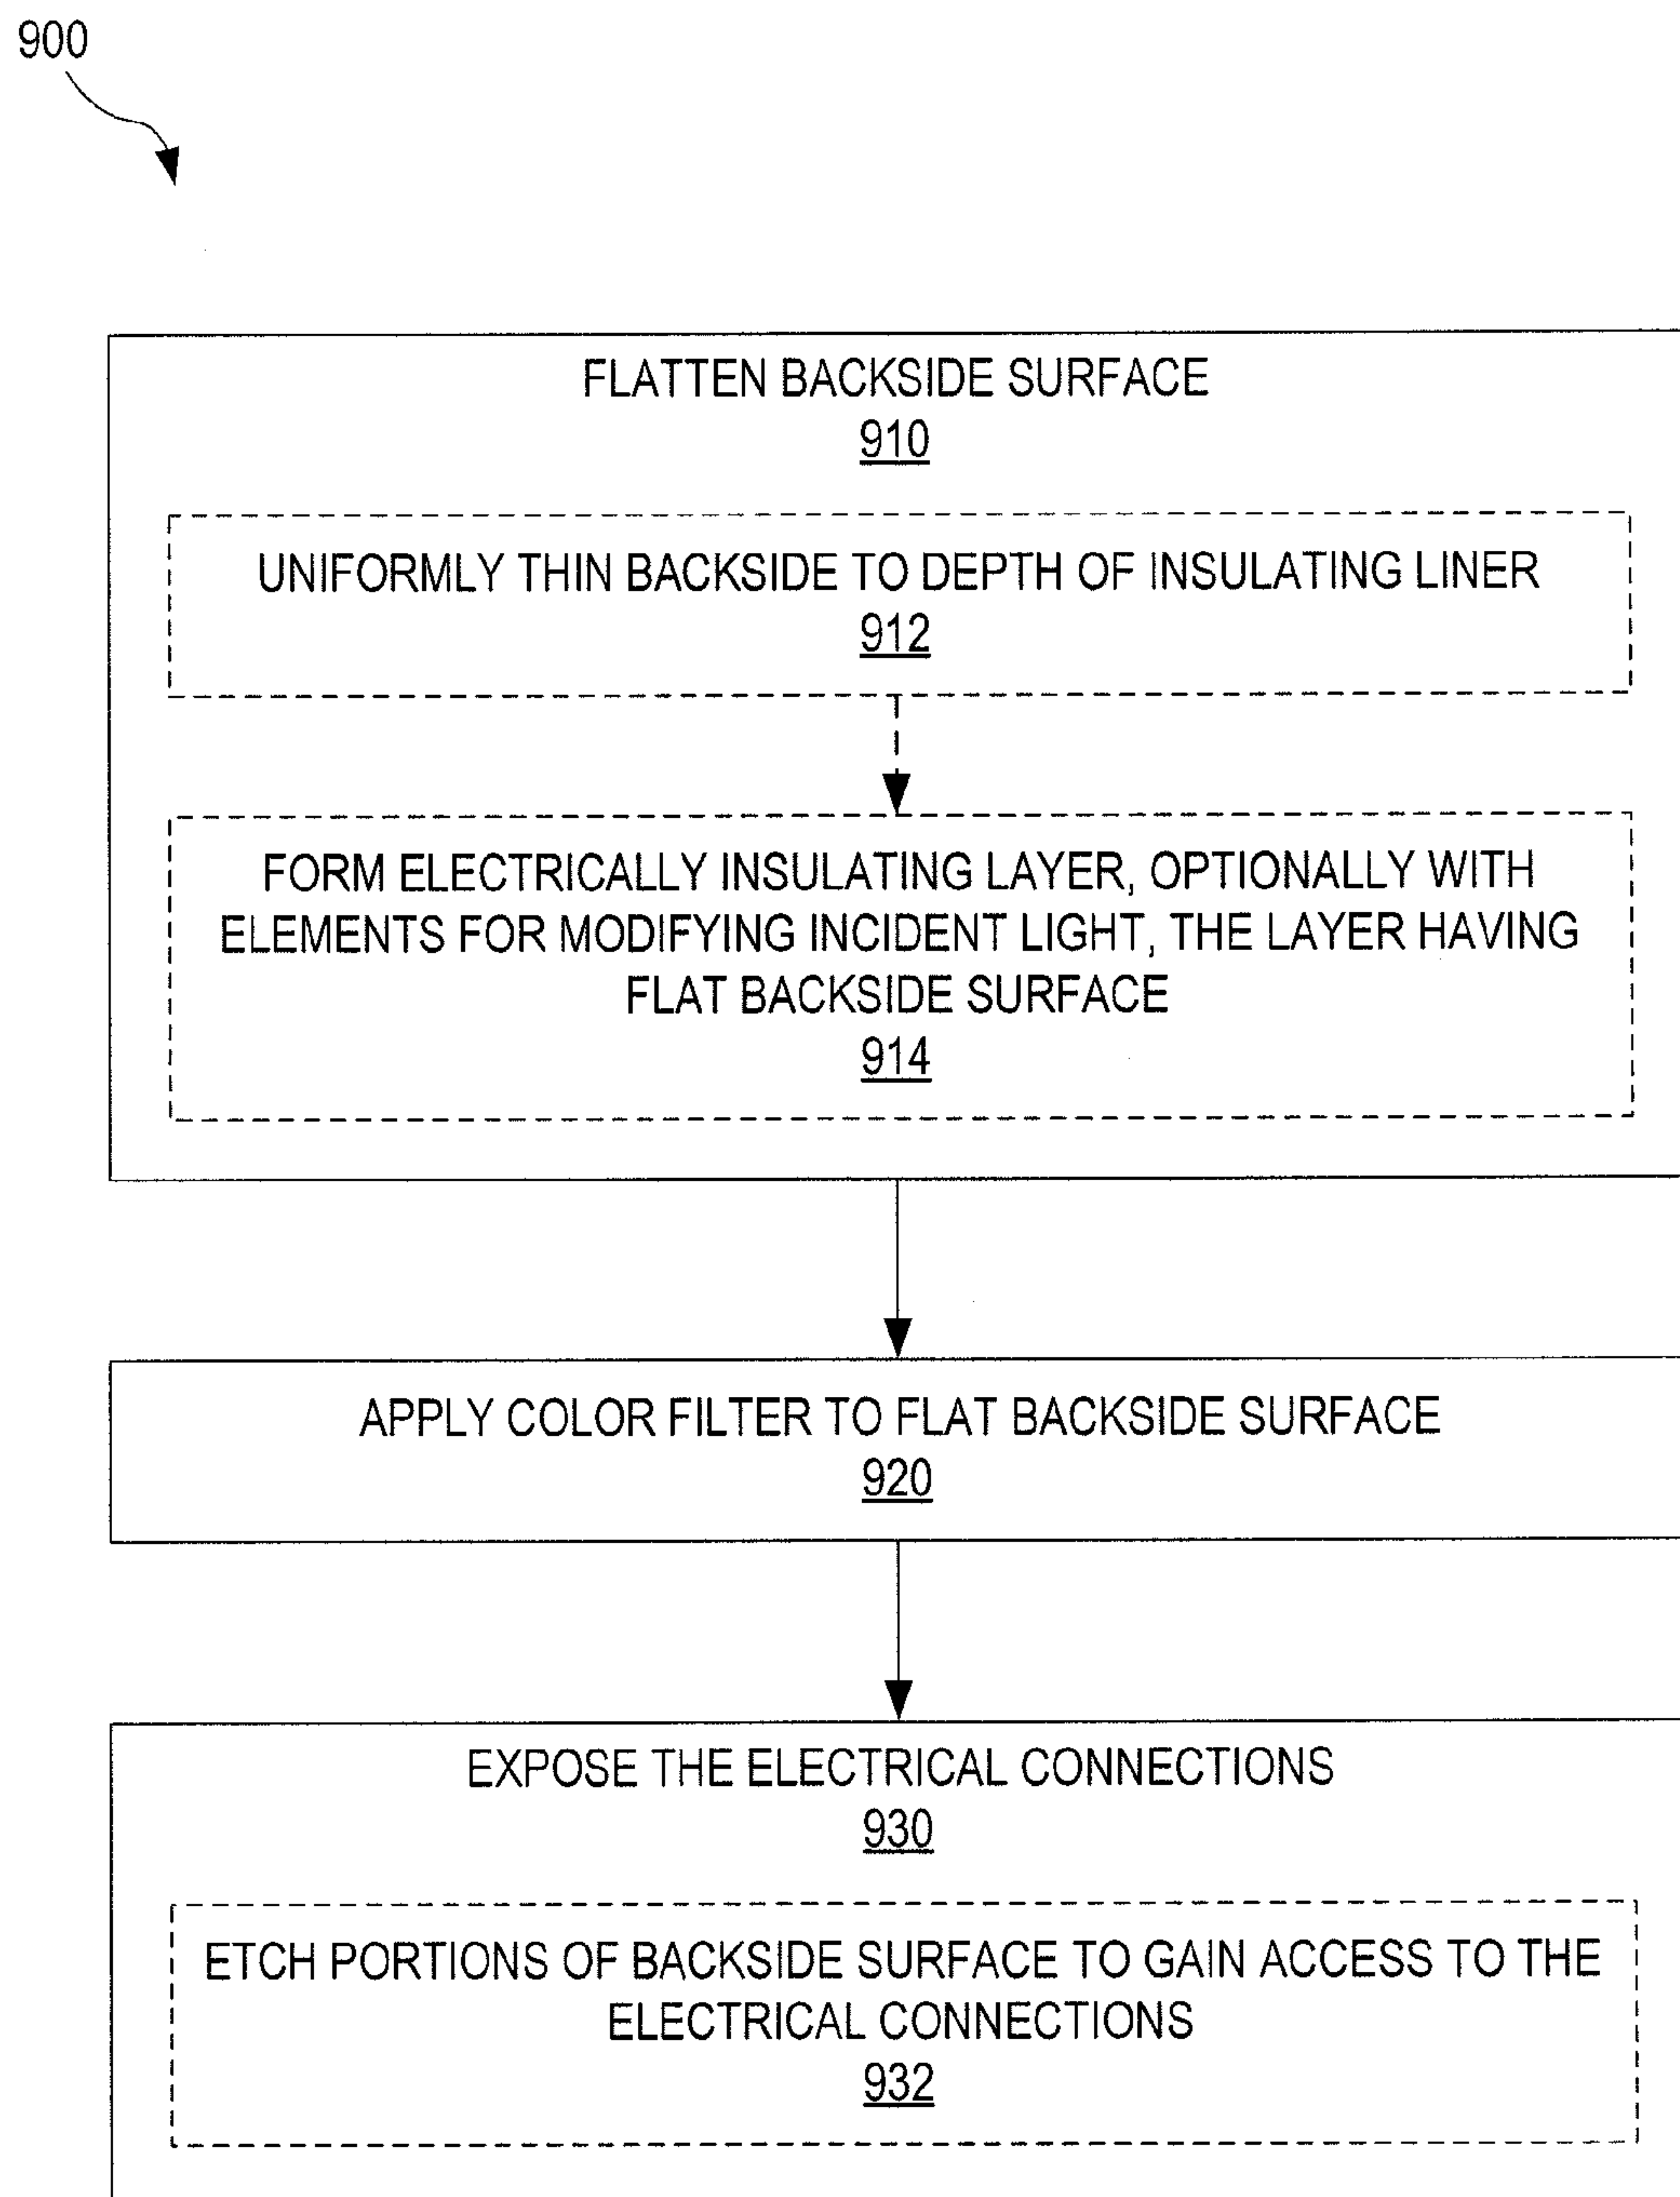 900
FLATTEN BACKSIDE SURFACE
910
UNIFORMLY THIN BACKSIDE TO DEPTH OF INSULATING LINER
912
FORM ELECTRICALLY INSULATING LAYER, OPTIONALLY WITH
ELEMENTS FOR MODIFYING INCIDENT LIGHT, THE LAYER HAVING
FLAT BACKSIDE SURFACE
914
APPLY COLOR FILTER TO FLAT BACKSIDE SURFACE
920
EXPOSE THE ELECTRICAL CONNECTIONS
930
ETCH PORTIONS OF BACKSIDE SURFACE TO GAIN ACCESS TO THE
ELECTRICAL CONNECTIONS
932